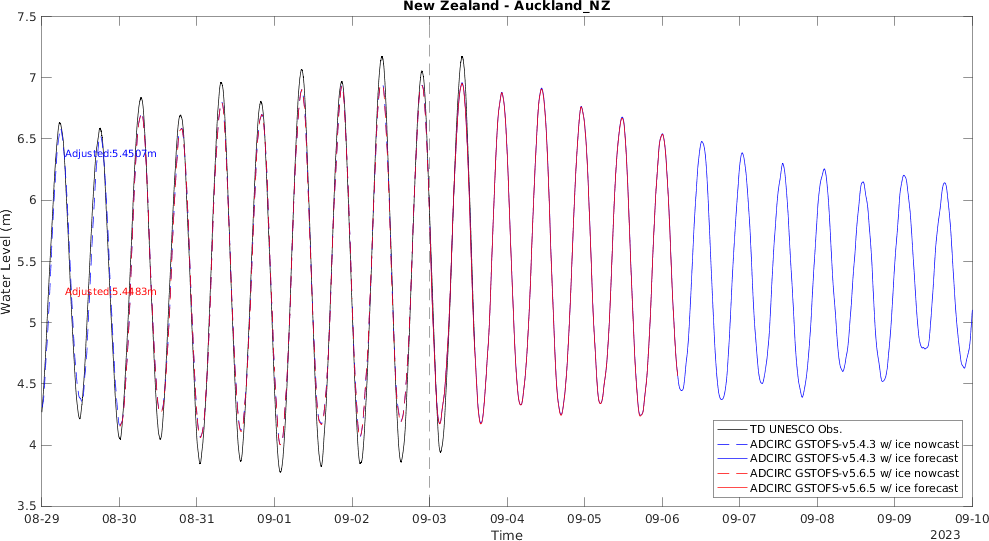 New Zealand - Auckland_NZ
7.5
7
6.5
6
5.5
5
4.5
4
3.5
Water Level (m)
Adjusted:5.4507m
Adjusted:5.4483m
TD UNESCO Obs.
ADCIRC GSTOFS-v5.4.3 w/ ice nowcast
ADCIRC GSTOFS-v5.4.3 w/ ice forecast
ADCIRC GSTOFS-v5.6.5 w/ ice nowcast
ADCIRC GSTOFS-v5.6.5 w/ ice forecast
08-29 08-30 08-31 09-01 09-02 09-03 09-04 09-05 09-06 09-07 09-08 09-09 09-10
Time
2023